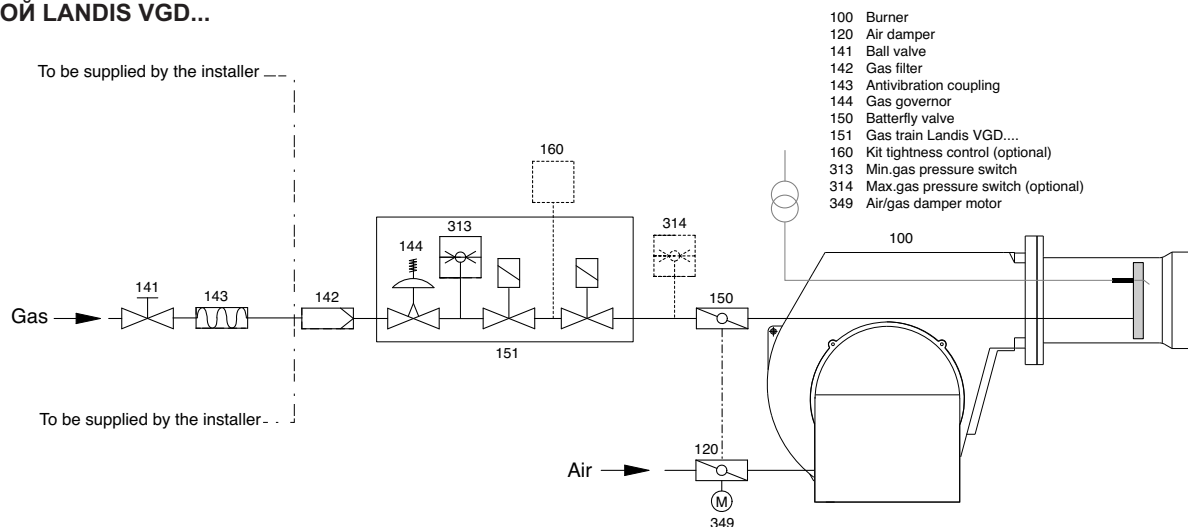 ОЙ LANDIS VGD...
To be supplied by the installer
100 Burner
120 Air damper
141 Ball valve
142 Gas filter
143 Antivibration coupling
144 Gas governor
150 Batterfly valve
151 Gas train Landis VGD....
160 Kit tightness control (optional)
313 Min.gas pressure switch
314 Max.gas pressure switch (optional)
349 Air/gas damper motor
160
313
314
100
144
141
143
142
150
Gas
151
To be supplied by the installer
120
Air
M
349